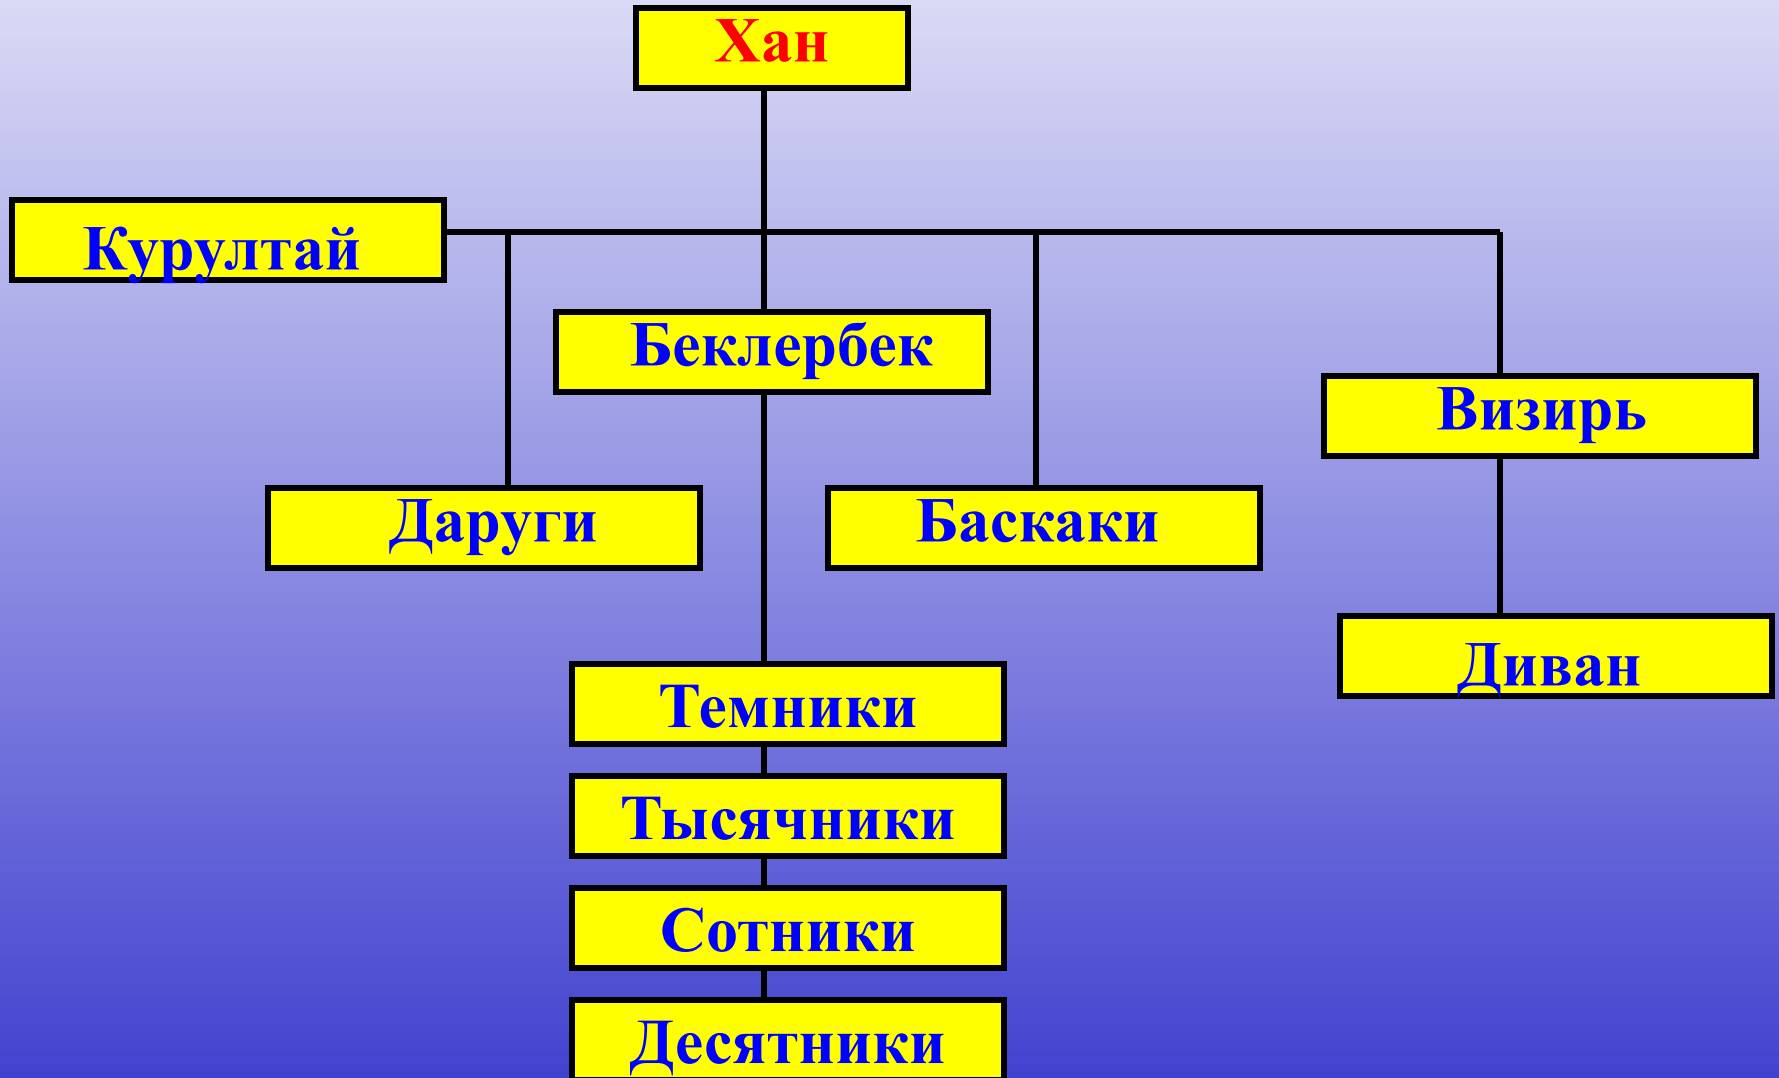 Хан
Курултай
Беклербек
Визирь
Даруги
Баскаки
Диван
Темники
Тысячники
Сотники
Десятники